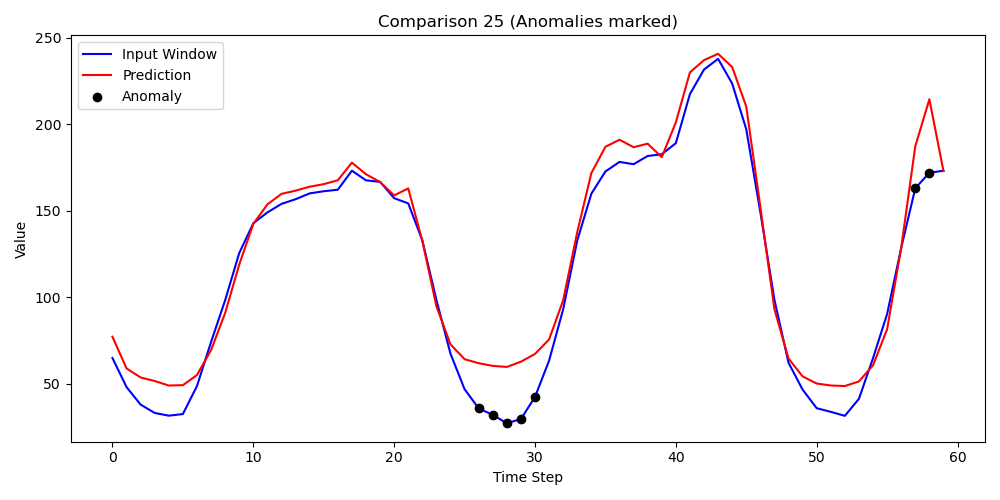 Comparison 25 (Anomalies marked)
Input Window
Prediction
Anomaly
Value
250
200
150
100
50
0 10 20 30 40 50 60
Time Step